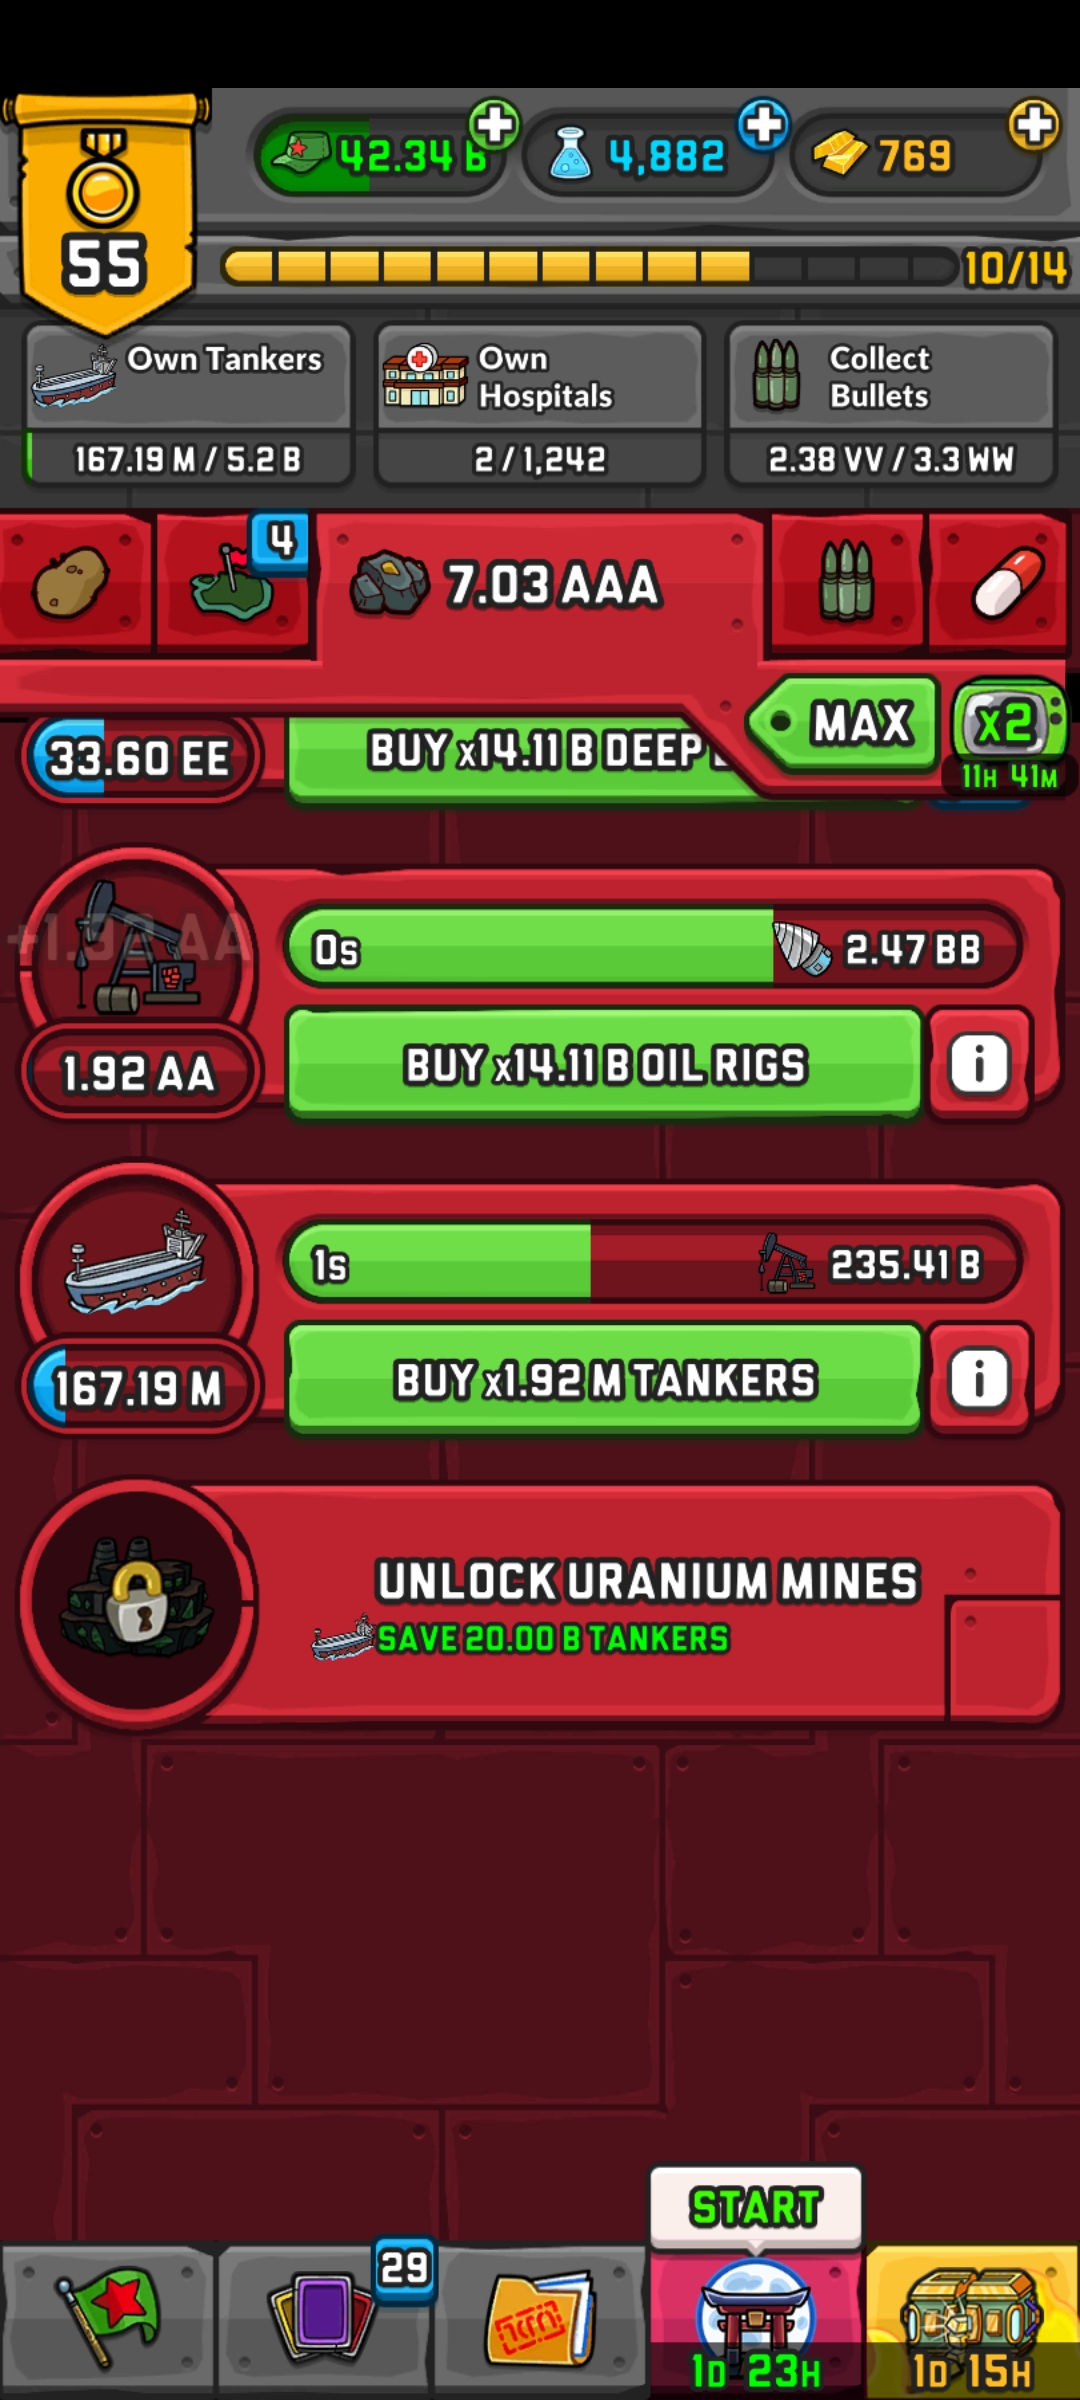 42.34 B
4,882
769
55
10/14
Own Tankers
167.19 M / 5.2 B
Own
Hospitals
2 / 1,242
Collect
Bullets
2.38 VV / 3.3 WW
4
7.03 AAA
MAX
x2
11H 41M
33.60 EE
BUY x14.11 B DEEP
+1.92 AA
0s
2.47 BB
1.92 AA
BUY x14.11 B OIL RIGS
i
1s
235.41 B
167.19 M
BUY x1.92 M TANKERS
i
UNLOCK URANIUM MINES
SAVE 20.00 B TANKERS
START
29
1D 23H
1D 15H